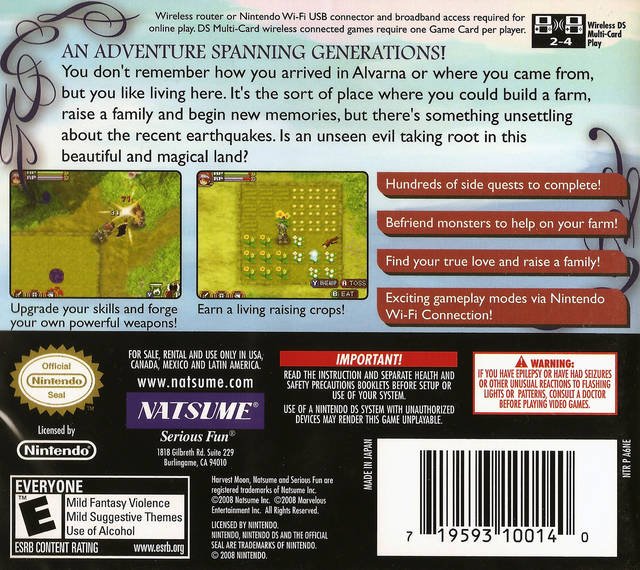 Wireless router or Nintendo Wi-Fi USB connector and broadband access required for
online play. DS Multi-Card wireless connected games require one Game Card per player.
2-4
Wireless DS
Multi-Card
Play
AN ADVENTURE SPANNING GENERATIONS!
You don't remember how you arrived in Alvarna or where you came from,
but you like living here. It's the sort of place where you could build a farm,
raise a family and begin new memories, but there's something unsettling
about the recent earthquakes. Is an unseen evil taking root in this
beautiful and magical land?
HP
RP
HP
RP
A TOSS
B EAT
Upgrade your skills and forge
your own powerful weapons!
Earn a living raising crops!
Hundreds of side quests to complete!
Befriend monsters to help on your farm!
Find your true love and raise a family!
Exciting gameplay modes via Nintendo
Wi-Fi Connection!
Official
Nintendo
Seal
TM
Licensed by
Nintendo
FOR SALE, RENTAL AND USE ONLY IN USA,
CANADA, MEXICO AND LATIN AMERICA.
www.natsume.com
NATSUME®
Serious Fun®
1818 Gilbreth Rd. Suite 229
Burlingame, CA 94010
IMPORTANT!
READ THE INSTRUCTION AND SEPARATE HEALTH AND
SAFETY PRECAUTIONS BOOKLETS BEFORE SETUP OR
USE OF YOUR SYSTEM.
USE OF A NINTENDO DS SYSTEM WITH UNAUTHORIZED
DEVICES MAY RENDER THIS GAME UNPLAYABLE.
WARNING:
IF YOU HAVE EPILEPSY OR HAVE HAD SEIZURES
OR OTHER UNUSUAL REACTIONS TO FLASHING
LIGHTS OR PATTERNS, CONSULT A DOCTOR
BEFORE PLAYING VIDEO GAMES.
EVERYONE
TM
E
Mild Fantasy Violence
Mild Suggestive Themes
Use of Alcohol
ESRB CONTENT RATING www.esrb.org
Harvest Moon, Natsume and Serious Fun are
registered trademarks of Natsume Inc.
©2008 Natsume Inc. ©2008 Marvelous
Entertainment Inc. All Rights Reserved.
LICENSED BY NINTENDO.
NINTENDO, NINTENDO DS AND THE OFFICIAL
SEAL ARE TRADEMARKS OF NINTENDO.
© 2008 NINTENDO.
MADE IN JAPAN
7 19593 10014 0
NTR P A6NE